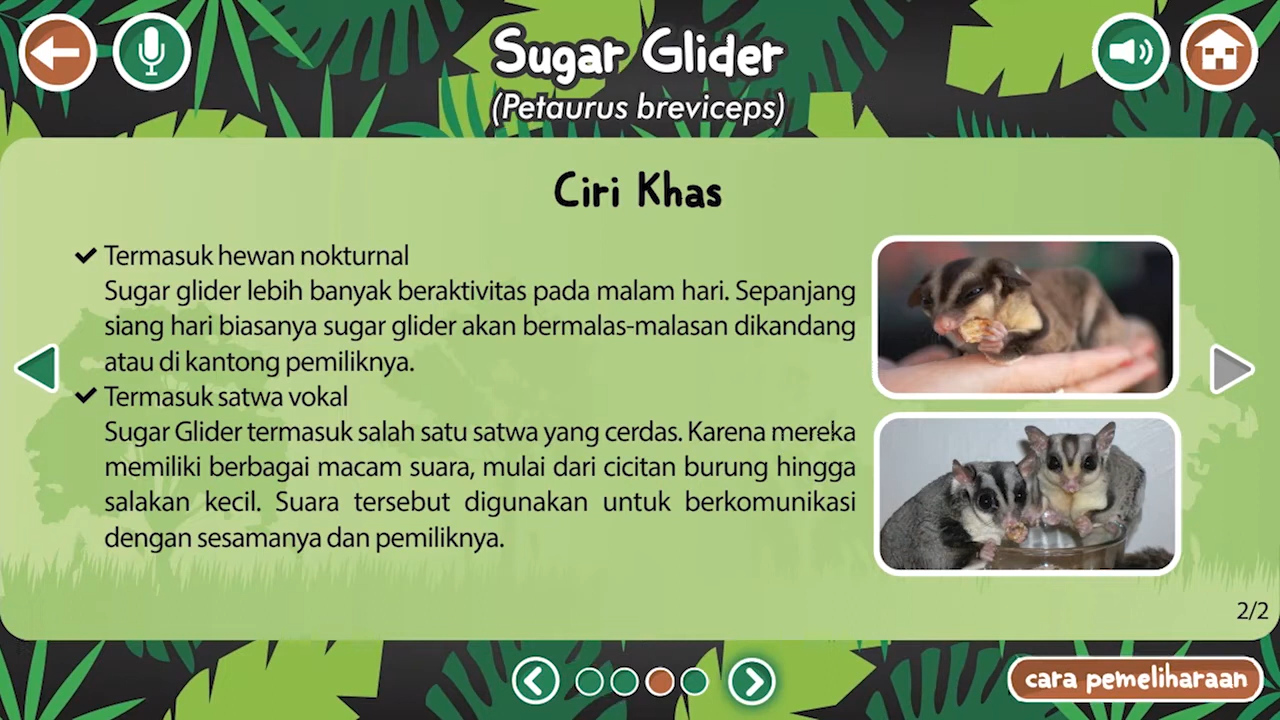 Sugar Glider
(Petaurus breviceps)
Ciri Khas
Termasuk hewan nokturnal
Sugar glider lebih banyak beraktivitas pada malam hari. Sepanjang
siang hari biasanya sugar glider akan bermalas-malasan dikandang
atau di kantong pemiliknya.
Termasuk satwa vokal
Sugar Glider termasuk salah satu satwa yang cerdas. Karena mereka
memiliki berbagai macam suara, mulai dari cicitan burung hingga
salakan kecil. Suara tersebut digunakan untuk berkomunikasi
dengan sesamanya dan pemiliknya.
2/2
cara pemeliharaan